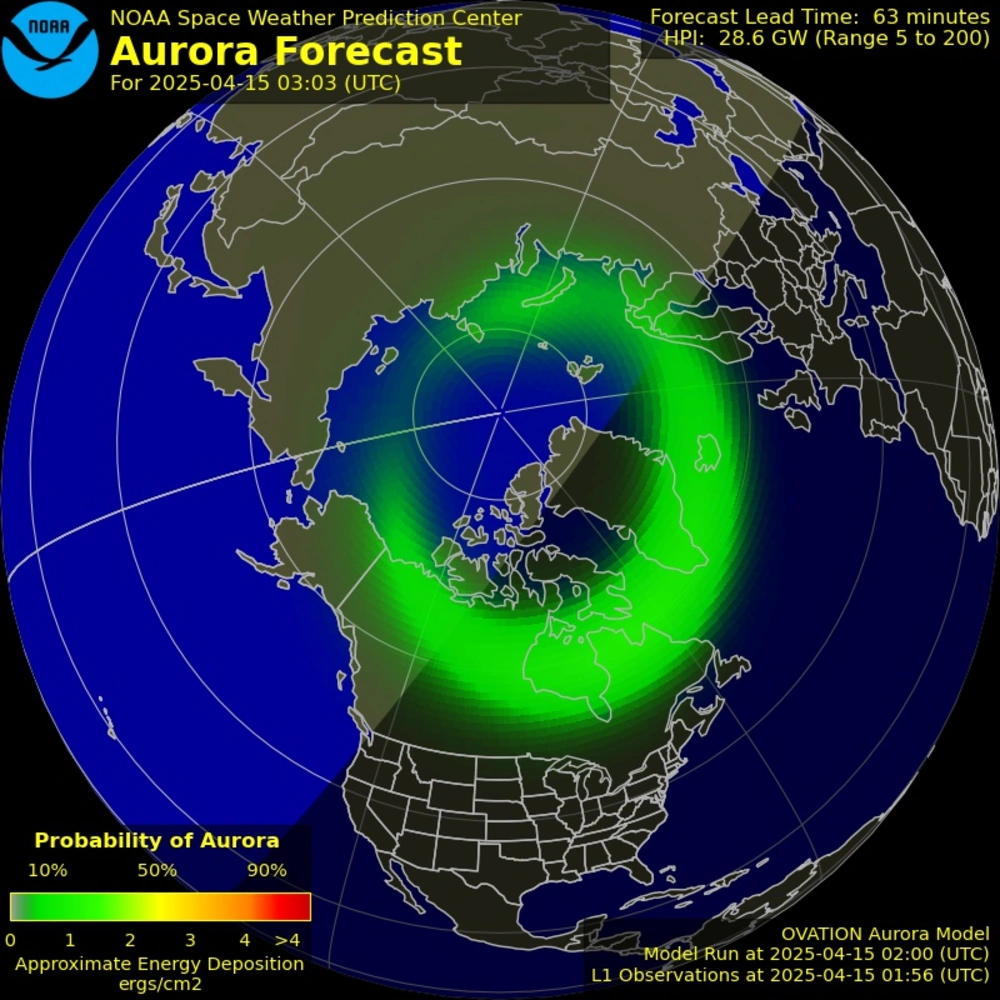 NOAA
NOAA Space Weather Prediction Center
Aurora Forecast
For 2025-04-15 03:03 (UTC)
Forecast Lead Time: 63 minutes
HPI: 28.6 GW (Range 5 to 200)
Probability of Aurora
10% 50% 90%
0 1 2 3 4 >4
Approximate Energy Deposition
ergs/cm2
OVATION Aurora Model
Model Run at 2025-04-15 02:00 (UTC)
L1 Observations at 2025-04-15 01:56 (UTC)